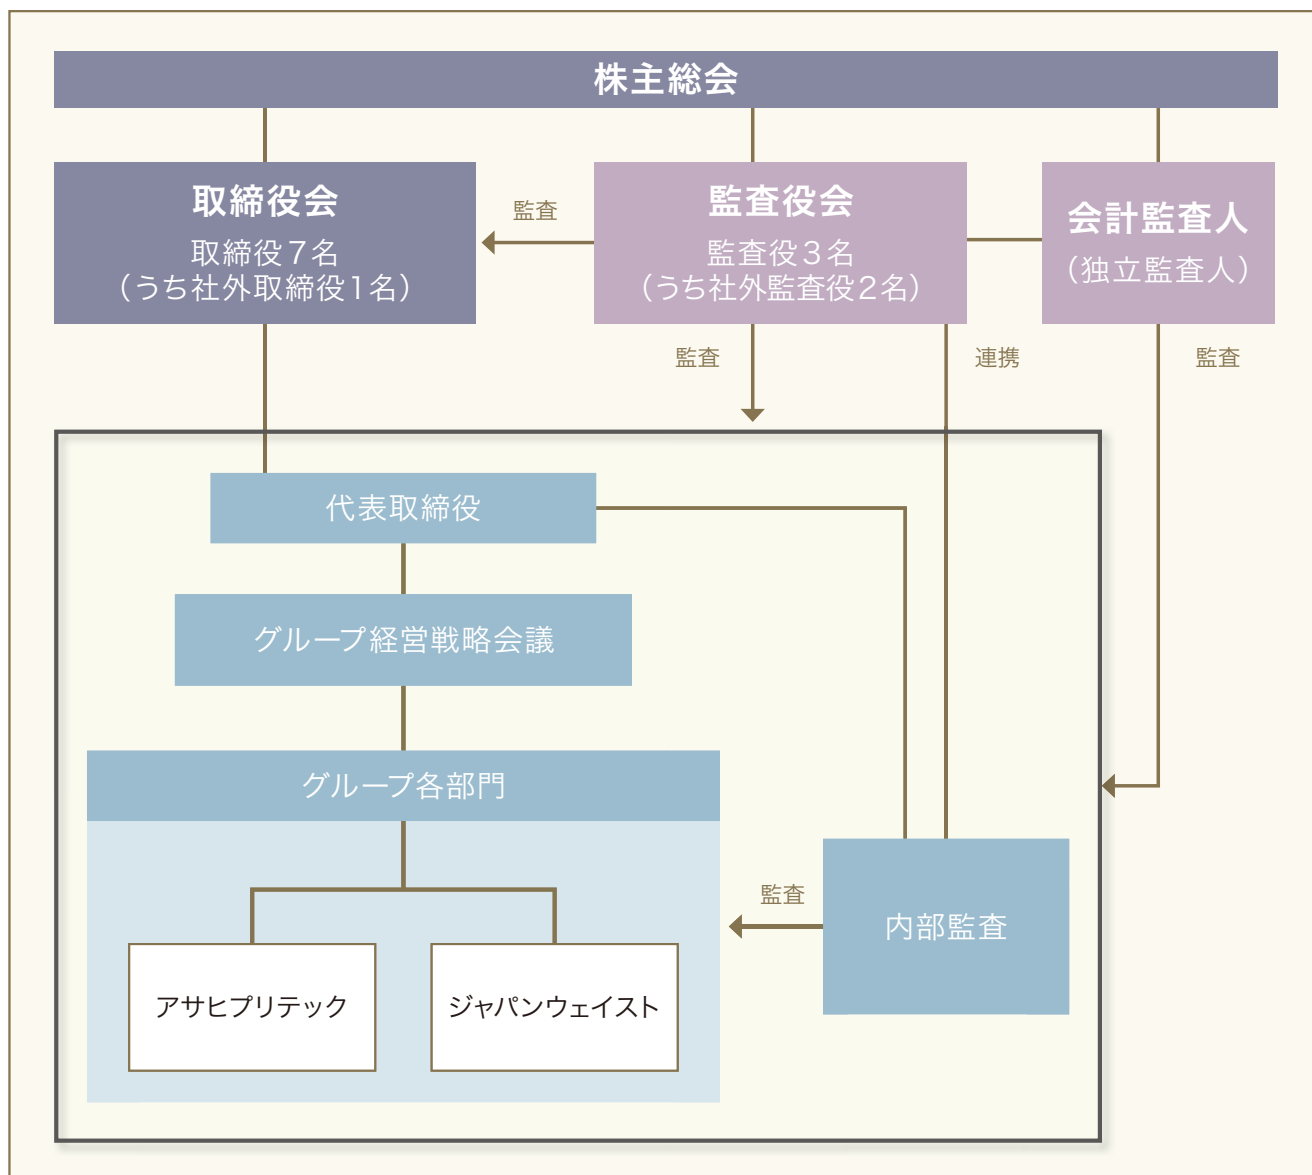 株主総会
取締役会
取締役７名
（うち社外取締役１名）
監査
監査役会
監査役３名
（うち社外監査役２名）
会計監査人
（独立監査人）
監査
連携
監査
代表取締役
グループ経営戦略会議
グループ各部門
監査
内部監査
アサヒプリテック
ジャパンウェイスト